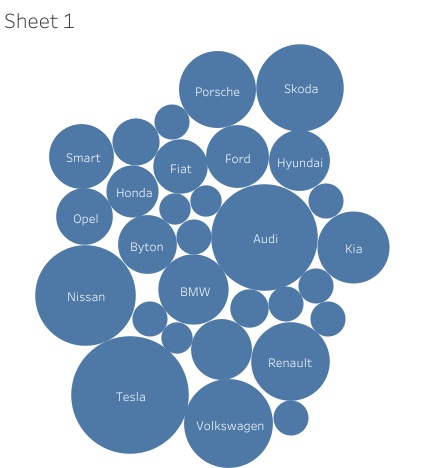 Sheet 1
Porsche
Skoda
Smart
Fiat
Ford
Hyundai
Honda
Opel
Byton
Audi
Kia
Nissan
BMW
Renault
Tesla
Volkswagen